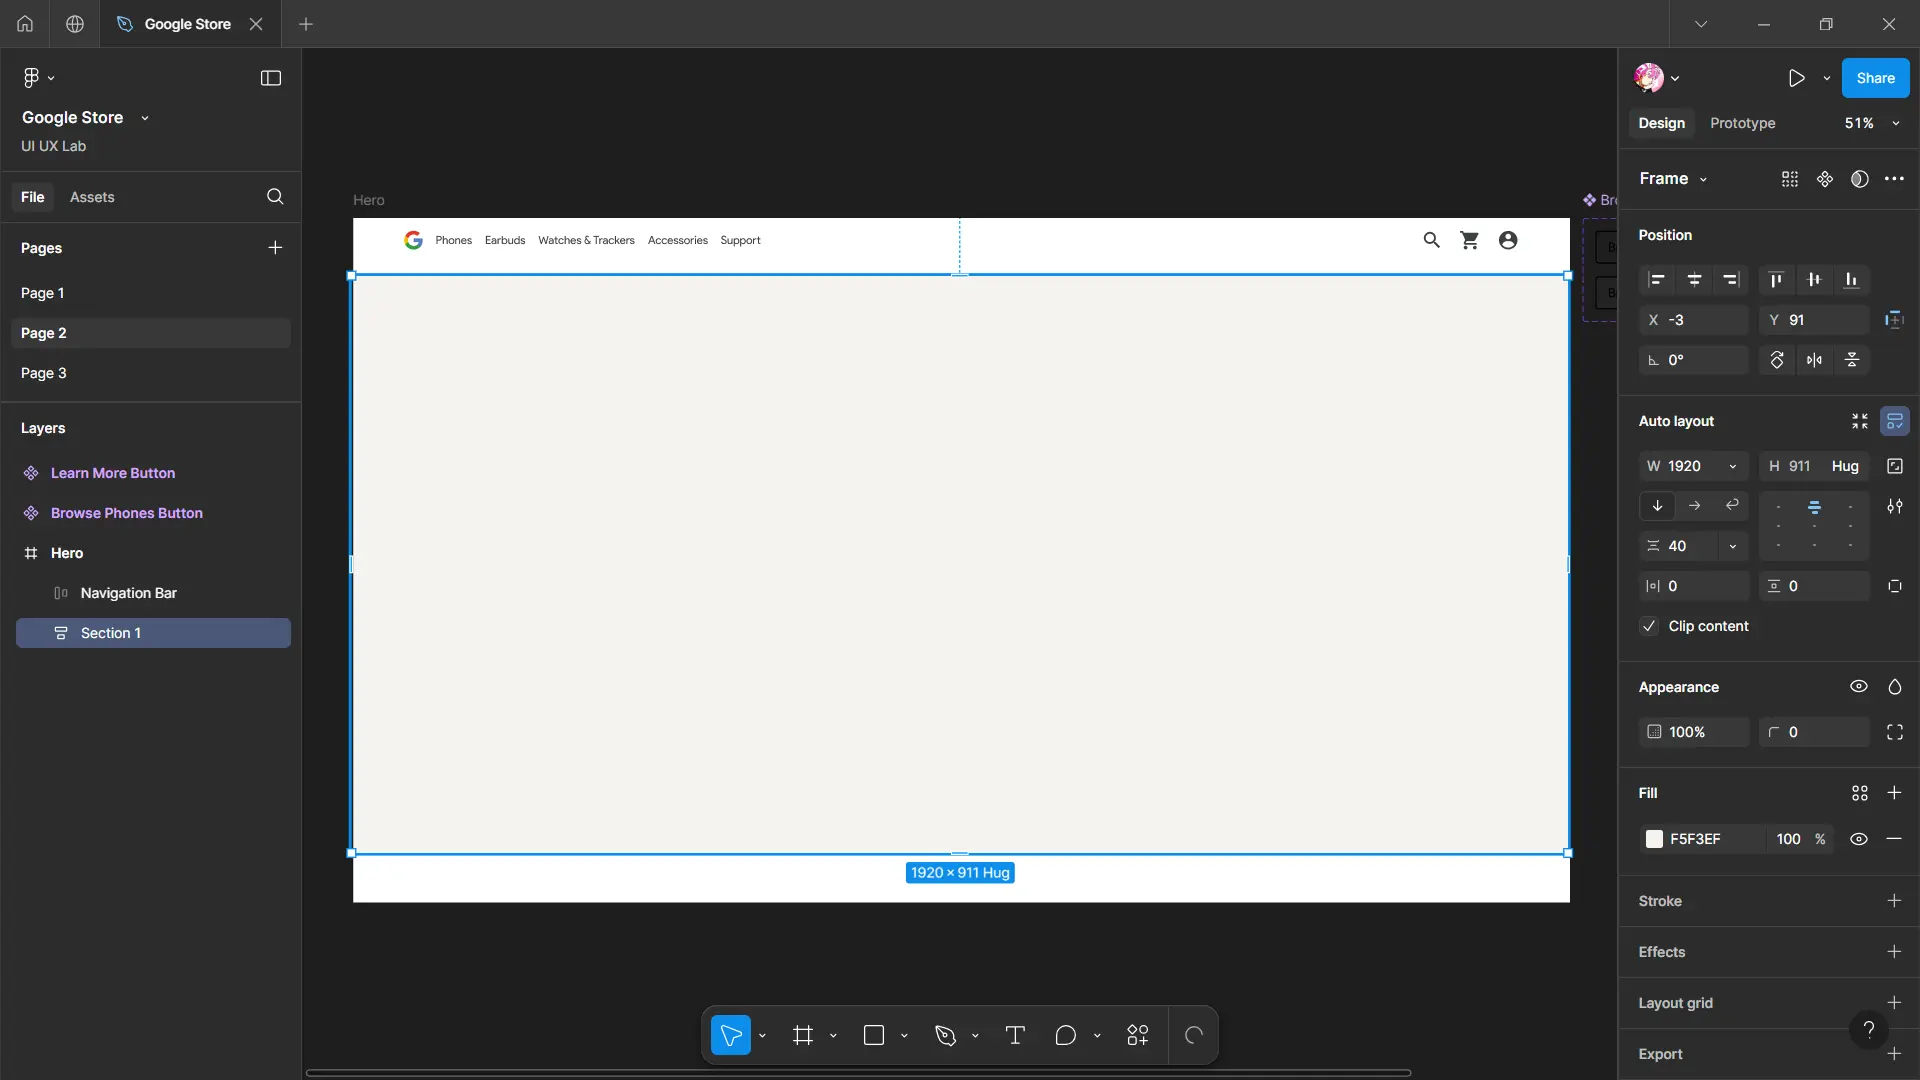 Google Store
Google Store
UI UX Lab
File Assets
Pages
Page 1
Page 2
Page 3
Layers
Learn More Button
Browse Phones Button
Hero
Navigation Bar
Section 1
Hero
Phones Earbuds Watches & Trackers Accessories Support
1920 × 911 Hug
Bro
B
B
Share
Design Prototype 51%
Frame
Position
X -3 Y 91
0°
Auto layout
W 1920 H 911 Hug
40
0 0
Clip content
Appearance
100% 0
Fill
F5F3EF 100 %
Stroke
Effects
Layout grid
?
Export